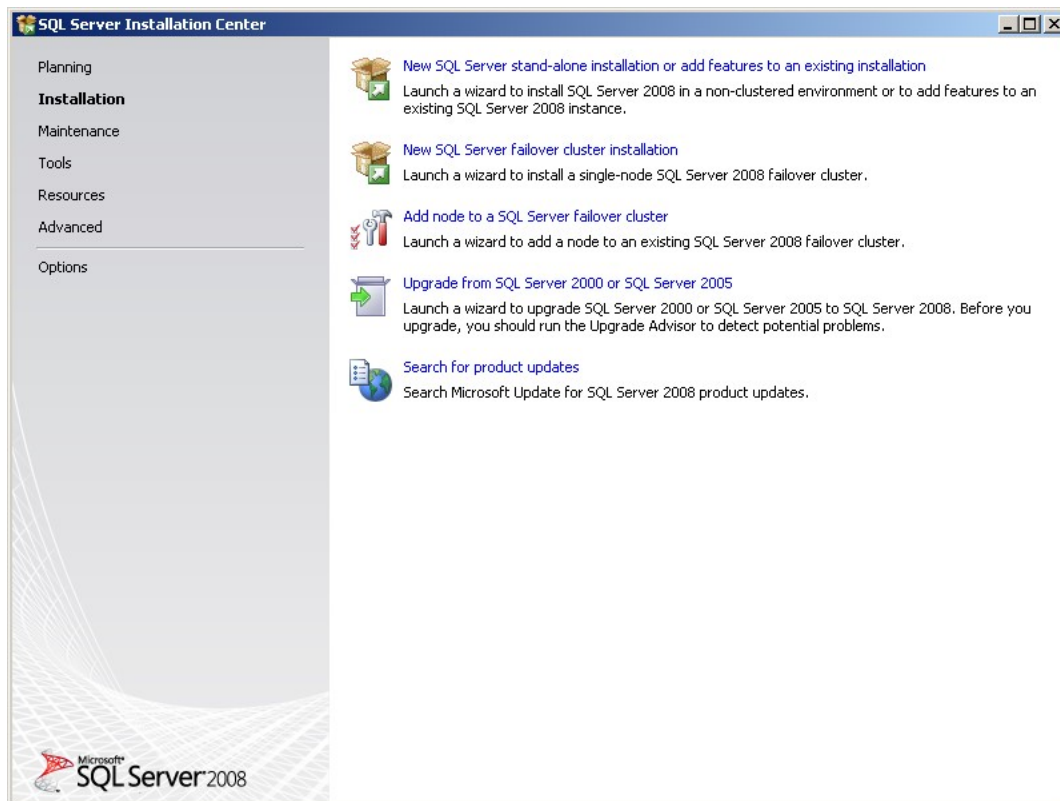 SQL Server Installation Center
Planning
Installation
Maintenance
Tools
Resources
Advanced
Options
New SQL Server stand-alone installation or add features to an existing installation
Launch a wizard to install SQL Server 2008 in a non-clustered environment or to add features to an
existing SQL Server 2008 instance.
New SQL Server failover cluster installation
Launch a wizard to install a single-node SQL Server 2008 failover cluster.
Add node to a SQL Server failover cluster
Launch a wizard to add a node to an existing SQL Server 2008 failover cluster.
Upgrade from SQL Server 2000 or SQL Server 2005
Launch a wizard to upgrade SQL Server 2000 or SQL Server 2005 to SQL Server 2008. Before you
upgrade, you should run the Upgrade Advisor to detect potential problems.
Search for product updates
Search Microsoft Update for SQL Server 2008 product updates.
Microsoft
SQL Server 2008